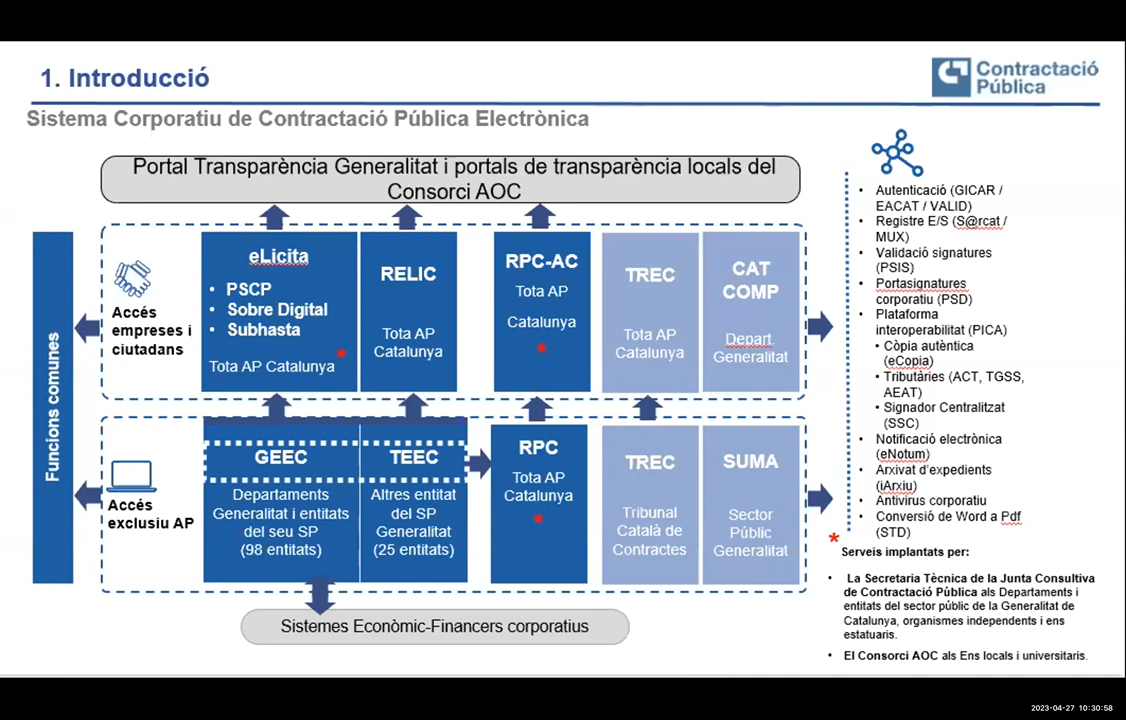 1. Introducció
Contractació
Pública
Sistema Corporatiu de Contractació Pública Electrònica
Portal Transparència Generalitat i portals de transparència locals del
Consorci AOC
Funcions comunes
Accés
empreses i
ciutadans
eLicita
• PSCP
• Sobre Digital
• Subhasta
Tota AP Catalunya *
RELIC
Tota AP
Catalunya
RPC-AC
Tota AP
Catalunya
*
TREC
Tota AP
Catalunya
CAT
COMP
Depart.
Generalitat
Accés
exclusiu AP
GEEC
Departaments
Generalitat i entitats
del seu SP
(98 entitats)
TEEC
Altres entitat
del SP
Generalitat
(25 entitats)
RPC
Tota AP
Catalunya
*
TREC
Tribunal
Català de
Contractes
SUMA
Sector
Públic
Generalitat
Sistemes Econòmic-Financers corporatius
• Autenticació (GICAR /
EACAT / VALID)
• Registre E/S (S@rcat /
MUX)
• Validació signatures
(PSIS)
• Portasignatures
corporatiu (PSD)
• Plataforma
interoperabilitat (PICA)
• Còpia autèntica
(eCopia)
• Tributàries (ACT, TGSS,
AEAT)
• Signador Centralitzat
(SSC)
• Notificació electrònica
(eNotum)
• Arxivat d'expedients
(iArxiu)
• Antivirus corporatiu
• Conversió de Word a Pdf
(STD)
* Serveis implantats per:
• La Secretaria Tècnica de la Junta Consultiva
de Contractació Pública als Departaments i
entitats del sector públic de la Generalitat de
Catalunya, organismes independents i ens
estatuaris.
• El Consorci AOC als Ens locals i universitaris.
2023-04-27 10:30:58